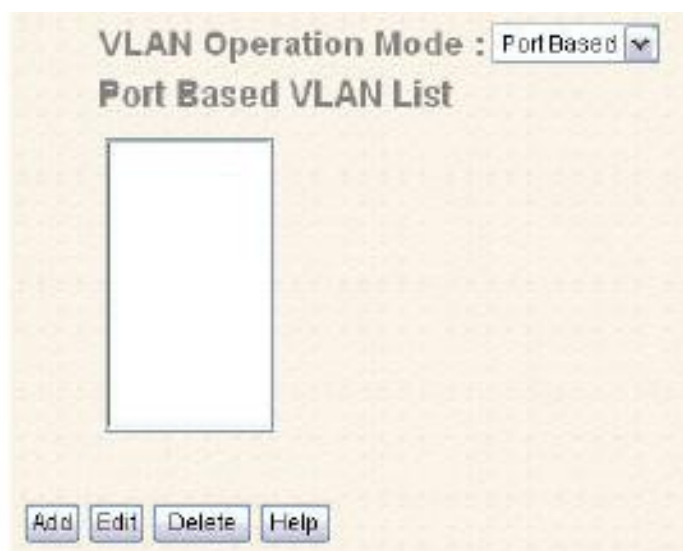 VLAN Operation Mode : Port Based
Port Based VLAN List
Add Edit Delete Help